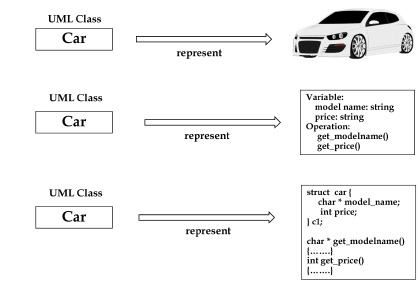 UML Class
Car
represent
UML Class
Car
represent
Variable:
model name: string
price: string
Operation:
get_modelname()
get_price()
UML Class
Car
represent
struct car {
char * model_name;
int price;
} c1;
char * get_modelname()
{.......}
int get_price()
{.......}